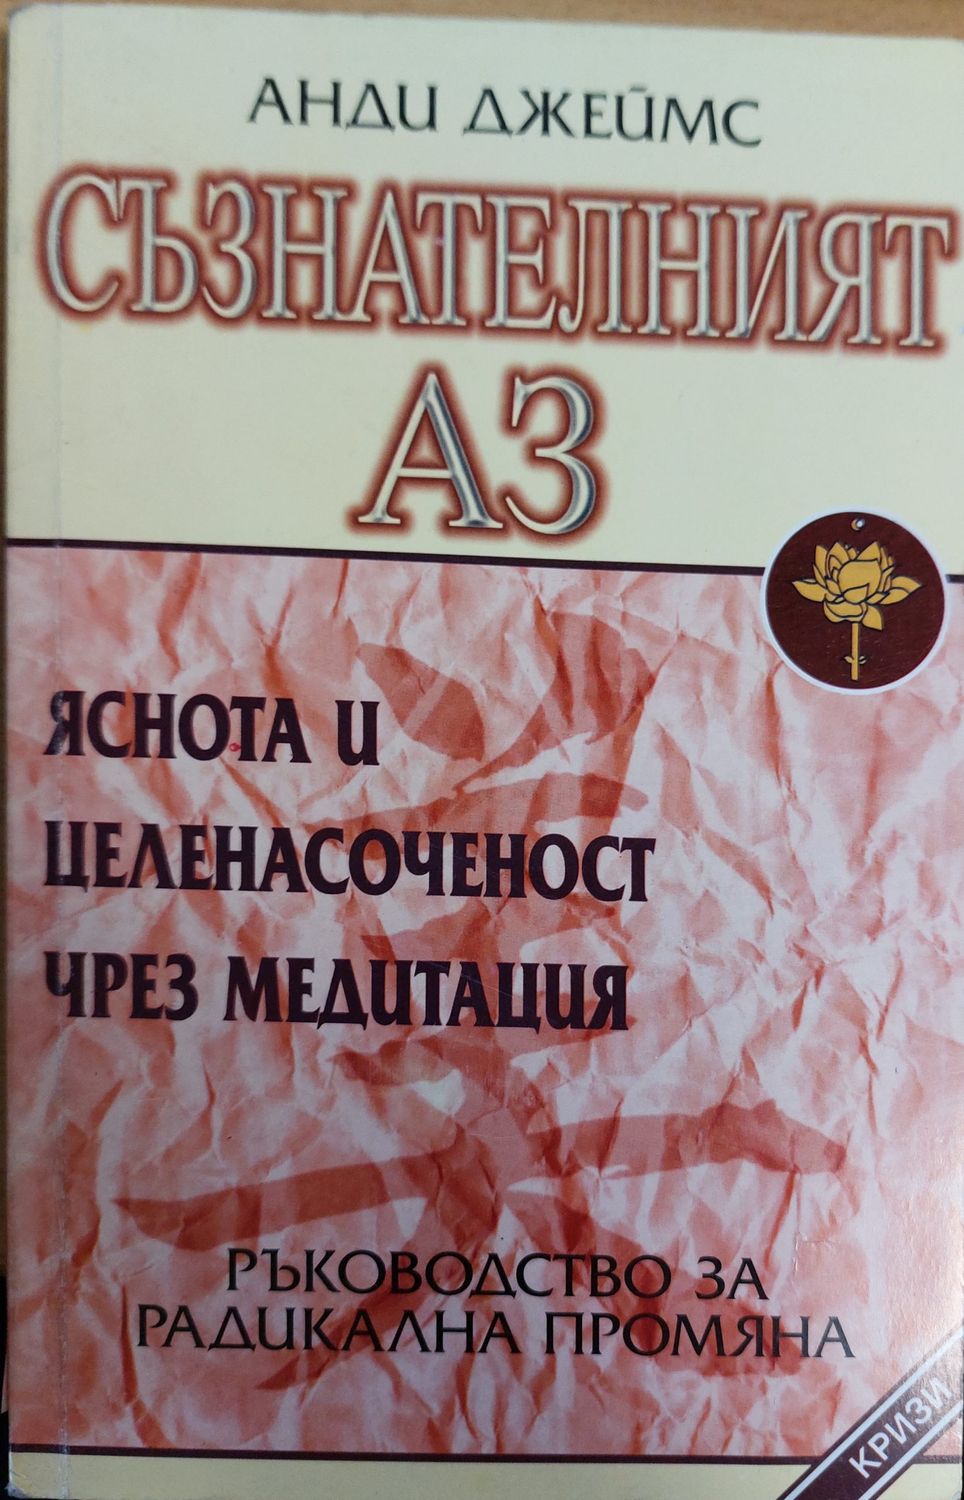 АНДИ ДЖЕЙМС
СЪЗНАТЕЛНИЯТ
АЗ
ЯСНОТА И
ЦЕЛЕНАСОЧЕНОСТ
ЧРЕЗ МЕДИТАЦИЯ
РЪКОВОДСТВО ЗА
РАДИКАЛНА ПРОМЯНА
КРИЗИ